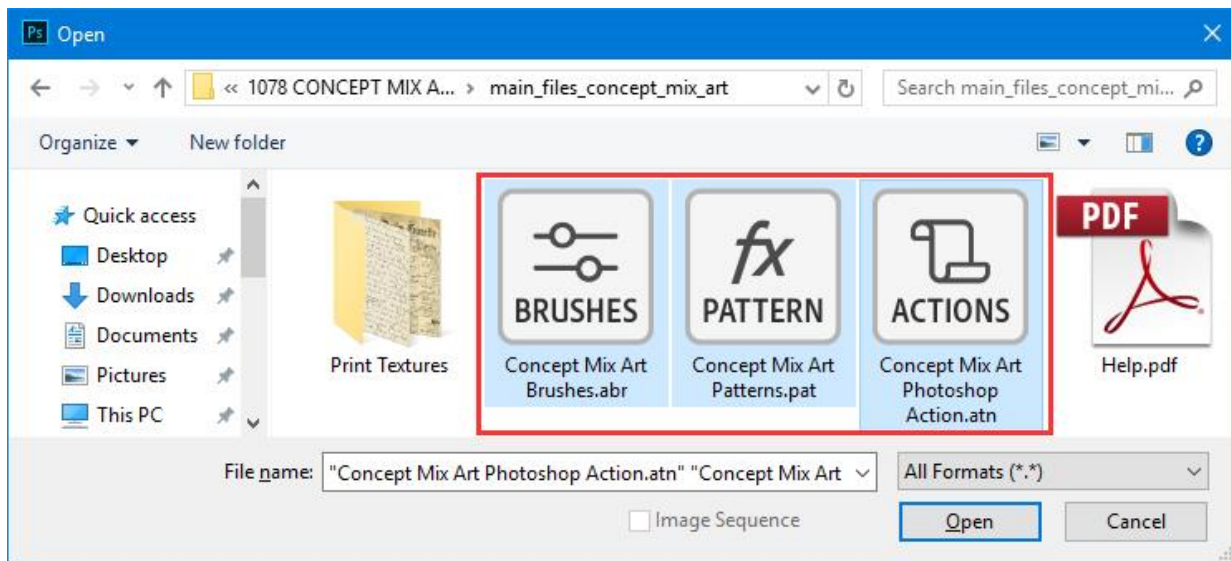 Ps Open
« 1078 CONCEPT MIX A... > main_files_concept_mix_art
Search main_files_concept_mi...
Organize New folder
?
Quick access
Desktop
Downloads
Documents
Pictures
This PC
Print Textures
BRUSHES
Concept Mix Art
Brushes.abr
fx
PATTERN
Concept Mix Art
Patterns.pat
ACTIONS
Concept Mix Art
Photoshop
Action.atn
PDF
Help.pdf
File name: "Concept Mix Art Photoshop Action.atn" "Concept Mix Art
All Formats (*.*)
Image Sequence
Open
Cancel